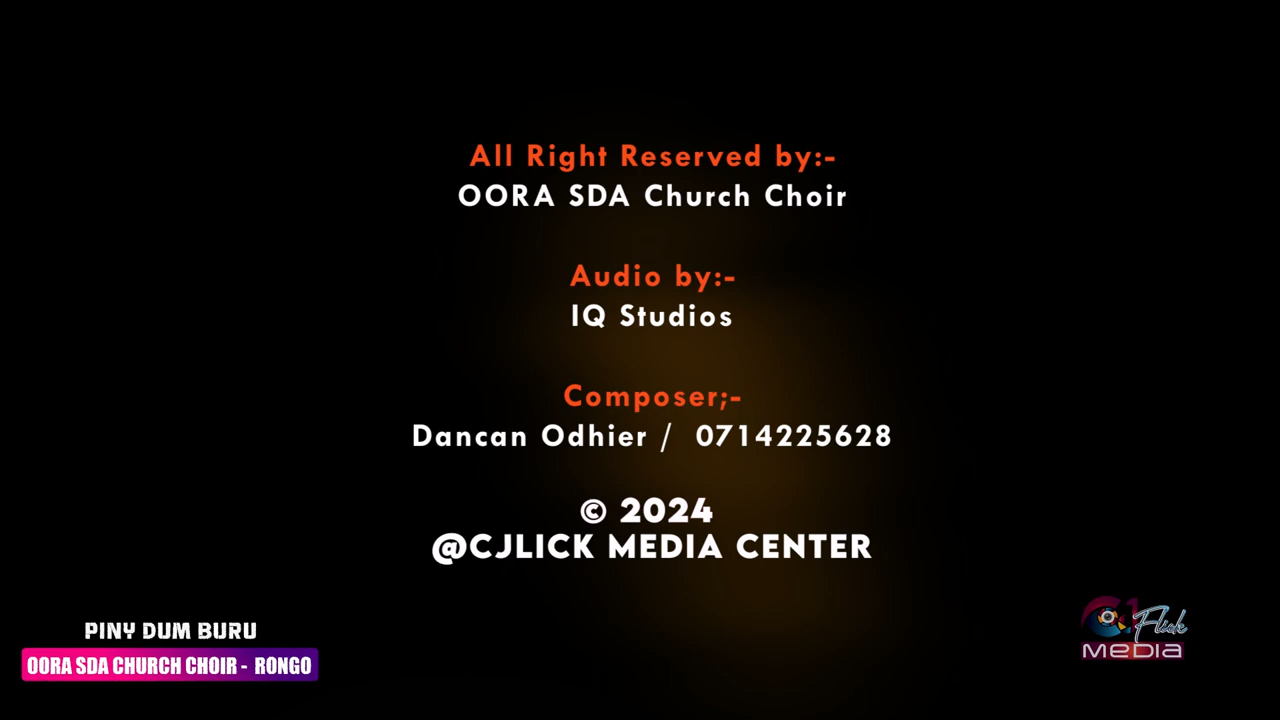 All Right Reserved by:-
OORA SDA Church Choir
Audio by:-
IQ Studios
Composer;-
Dancan Odhier / 0714225628
© 2024
@CJLICK MEDIA CENTER
PINY DUM BURU
OORA SDA CHURCH CHOIR - RONGO
Flick
MEDIA